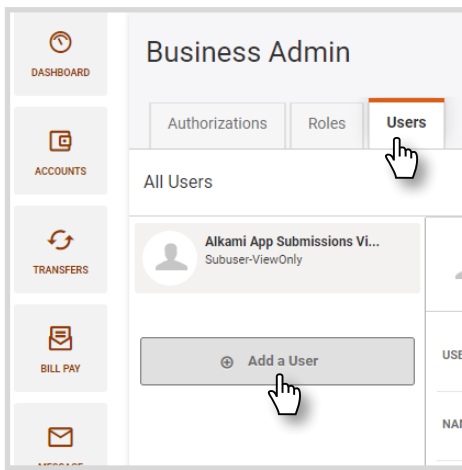 Business Admin
DASHBOARD
Authorizations
Roles
Users
ACCOUNTS
All Users
Alkami App Submissions Vi...
Subuser-ViewOnly
TRANSFERS
Add a User
BILL PAY